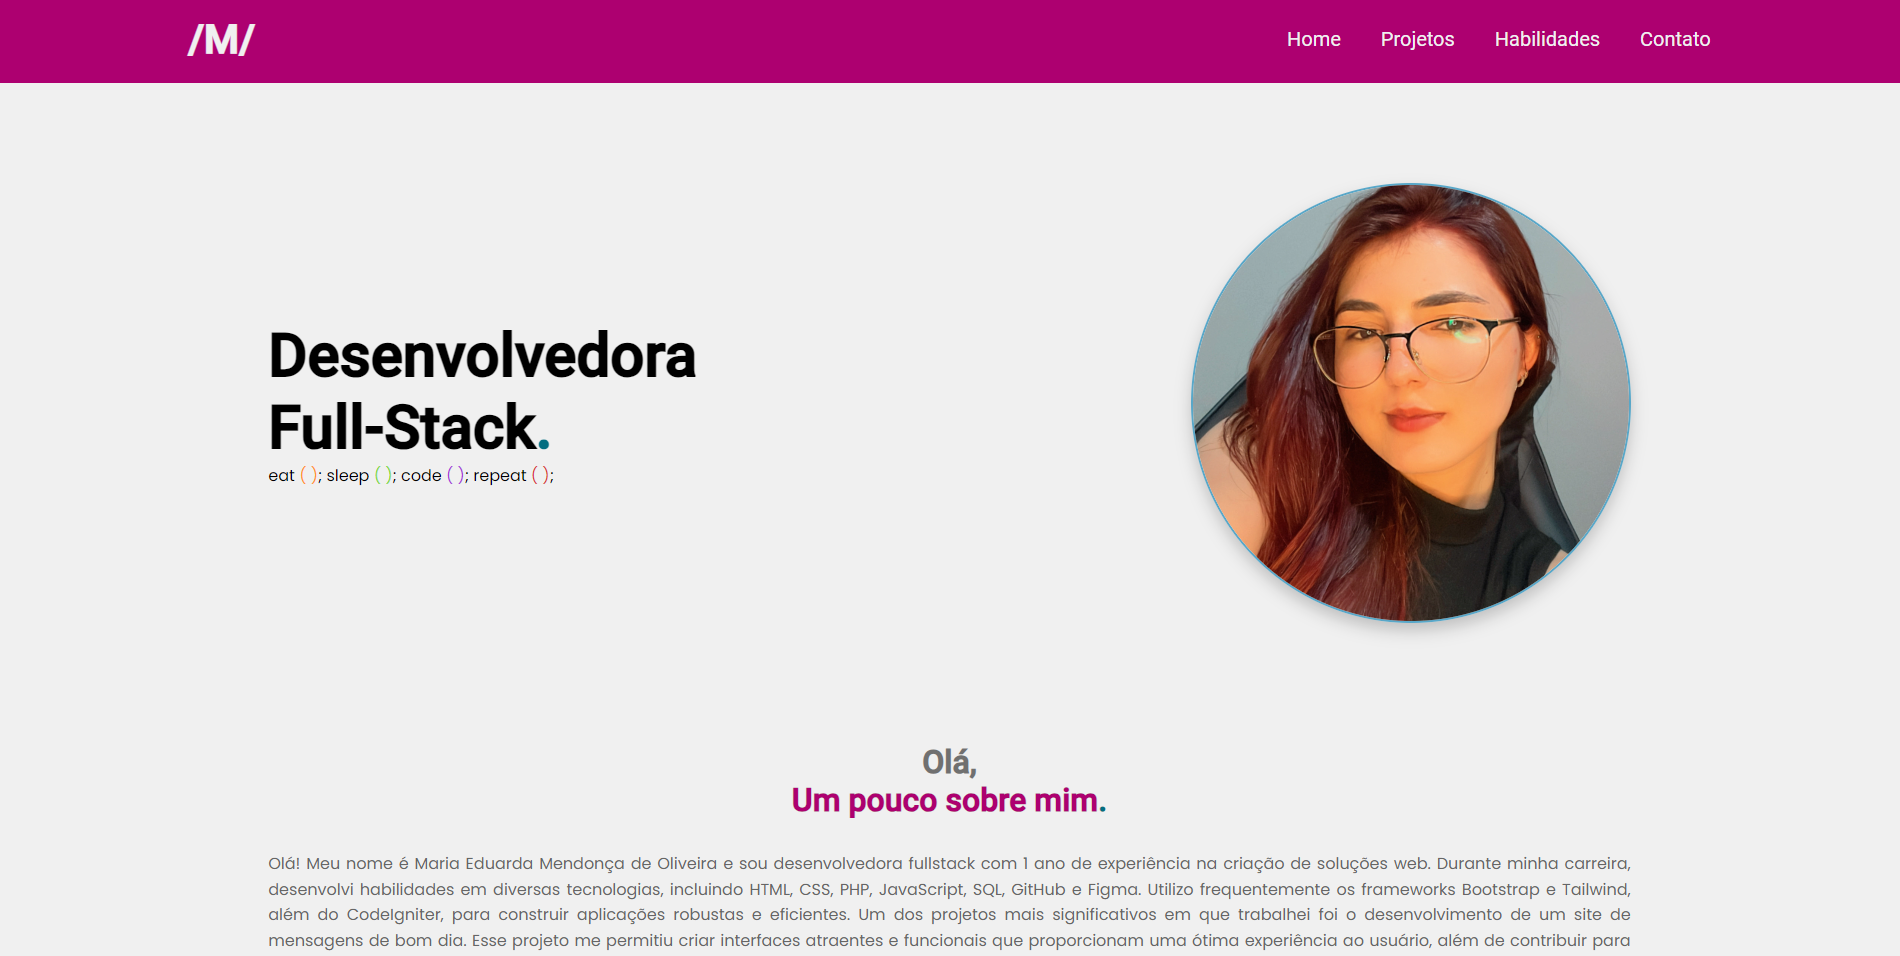 /M/
Home Projetos Habilidades Contato
Desenvolvedora
Full-Stack.
eat ( ); sleep ( ); code ( ); repeat ( );
Olá,
Um pouco sobre mim.
Olá! Meu nome é Maria Eduarda Mendonça de Oliveira e sou desenvolvedora fullstack com 1 ano de experiência na criação de soluções web. Durante minha carreira,
desenvolvi habilidades em diversas tecnologias, incluindo HTML, CSS, PHP, JavaScript, SQL, GitHub e Figma. Utilizo frequentemente os frameworks Bootstrap e Tailwind,
além do CodeIgniter, para construir aplicações robustas e eficientes. Um dos projetos mais significativos em que trabalhei foi o desenvolvimento de um site de
mensagens de bom dia. Esse projeto me permitiu criar interfaces atraentes e funcionais que proporcionam uma ótima experiência ao usuário, além de contribuir para